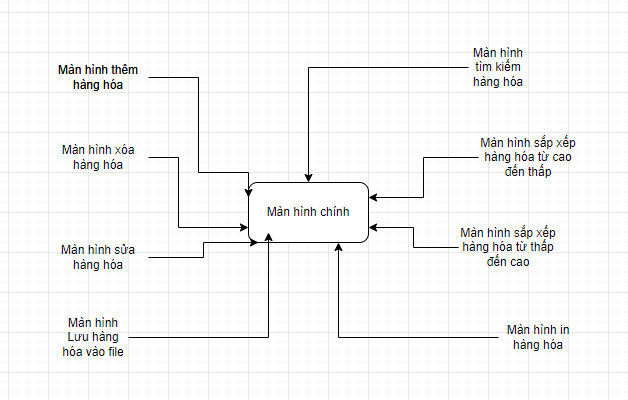 Màn hình thêm
hàng hóa
Màn hình
tìm kiếm
hàng hóa
Màn hình xóa
hàng hóa
Màn hình sắp xếp
hàng hóa từ cao
đến thấp
Màn hình chính
Màn hình sửa
hàng hóa
Màn hình sắp xếp
hàng hóa từ thấp
đến cao
Màn hình
Lưu hàng
hóa vào file
Màn hình in
hàng hóa